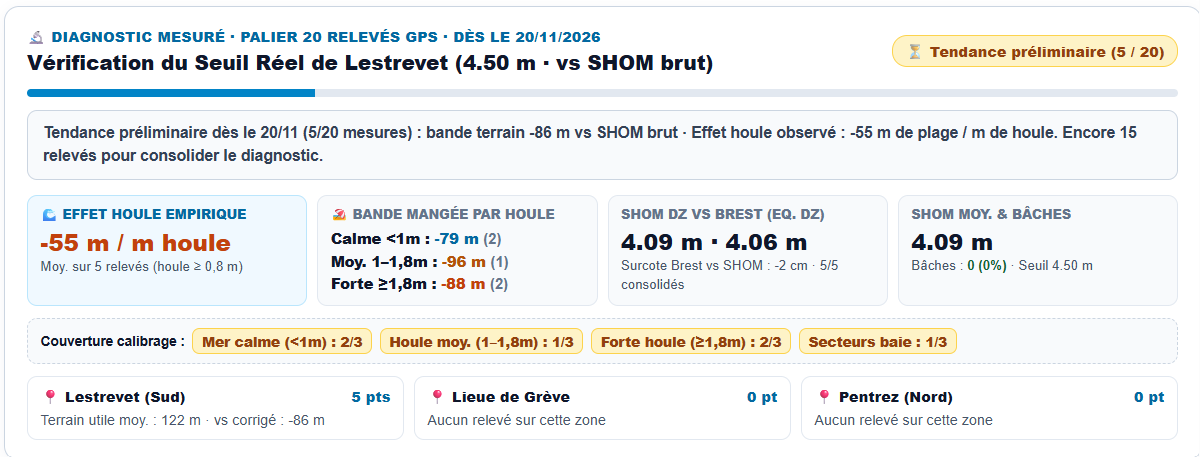 DIAGNOSTIC MESURÉ · PALIER 20 RELEVÉS GPS · DÈS LE 20/11/2026
Vérification du Seuil Réel de Lestrevet (4.50 m · vs SHOM brut)
Tendance préliminaire (5 / 20)
Tendance préliminaire dès le 20/11 (5/20 mesures) : bande terrain -86 m vs SHOM brut · Effet houle observé : -55 m de plage / m de houle. Encore 15
relevés pour consolider le diagnostic.
EFFET HOULE EMPIRIQUE
-55 m / m houle
Moy. sur 5 relevés (houle ≥ 0,8 m)
BANDE MANGÉE PAR HOULE
Calme <1m : -79 m (2)
Moy. 1–1,8m : -96 m (1)
Forte ≥1,8m : -88 m (2)
SHOM DZ VS BREST (EQ. DZ)
4.09 m · 4.06 m
Surcote Brest vs SHOM : -2 cm · 5/5
consolidés
SHOM MOY. & BÂCHES
4.09 m
Bâches : 0 (0%) · Seuil 4.50 m
Couverture calibrage :
Mer calme (<1m) : 2/3
Houle moy. (1–1,8m) : 1/3
Forte houle (≥1,8m) : 2/3
Secteurs baie : 1/3
Lestrevet (Sud)
5 pts
Terrain utile moy. : 122 m · vs corrigé : -86 m
Lieue de Grève
0 pt
Aucun relevé sur cette zone
Pentrez (Nord)
0 pt
Aucun relevé sur cette zone